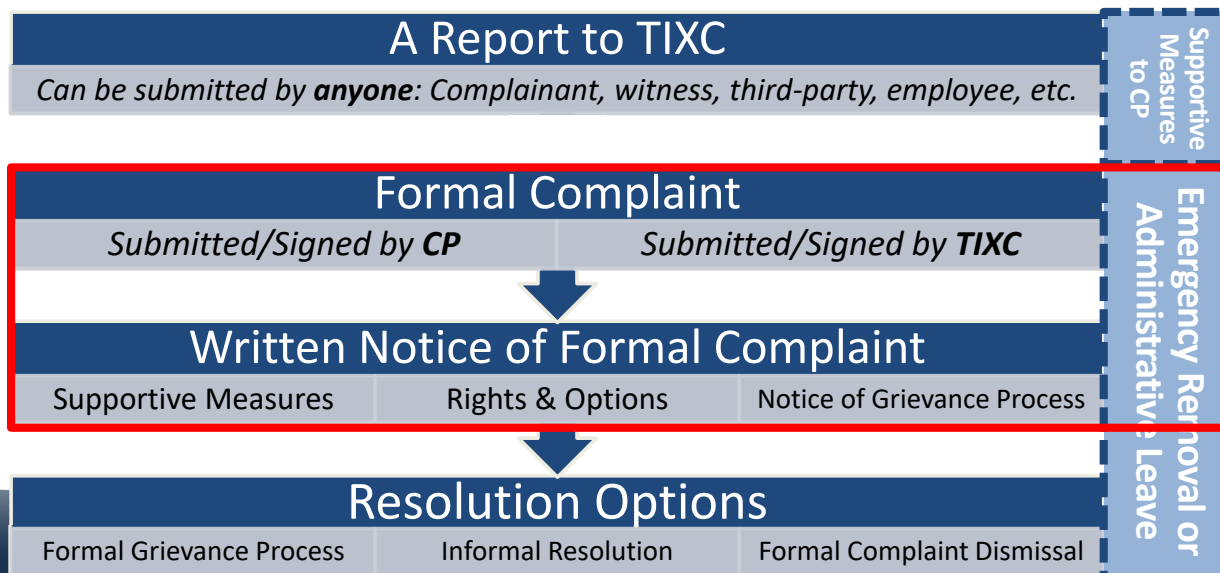 A Report to TIXC
Can be submitted by anyone: Complainant, witness, third-party, employee, etc.
Supportive
Measures
to CP
Formal Complaint
Submitted/Signed by CP
Submitted/Signed by TIXC
Written Notice of Formal Complaint
Supportive Measures
Rights & Options
Notice of Grievance Process
Emergency Removal or
Administrative Leave
Resolution Options
Formal Grievance Process
Informal Resolution
Formal Complaint Dismissal